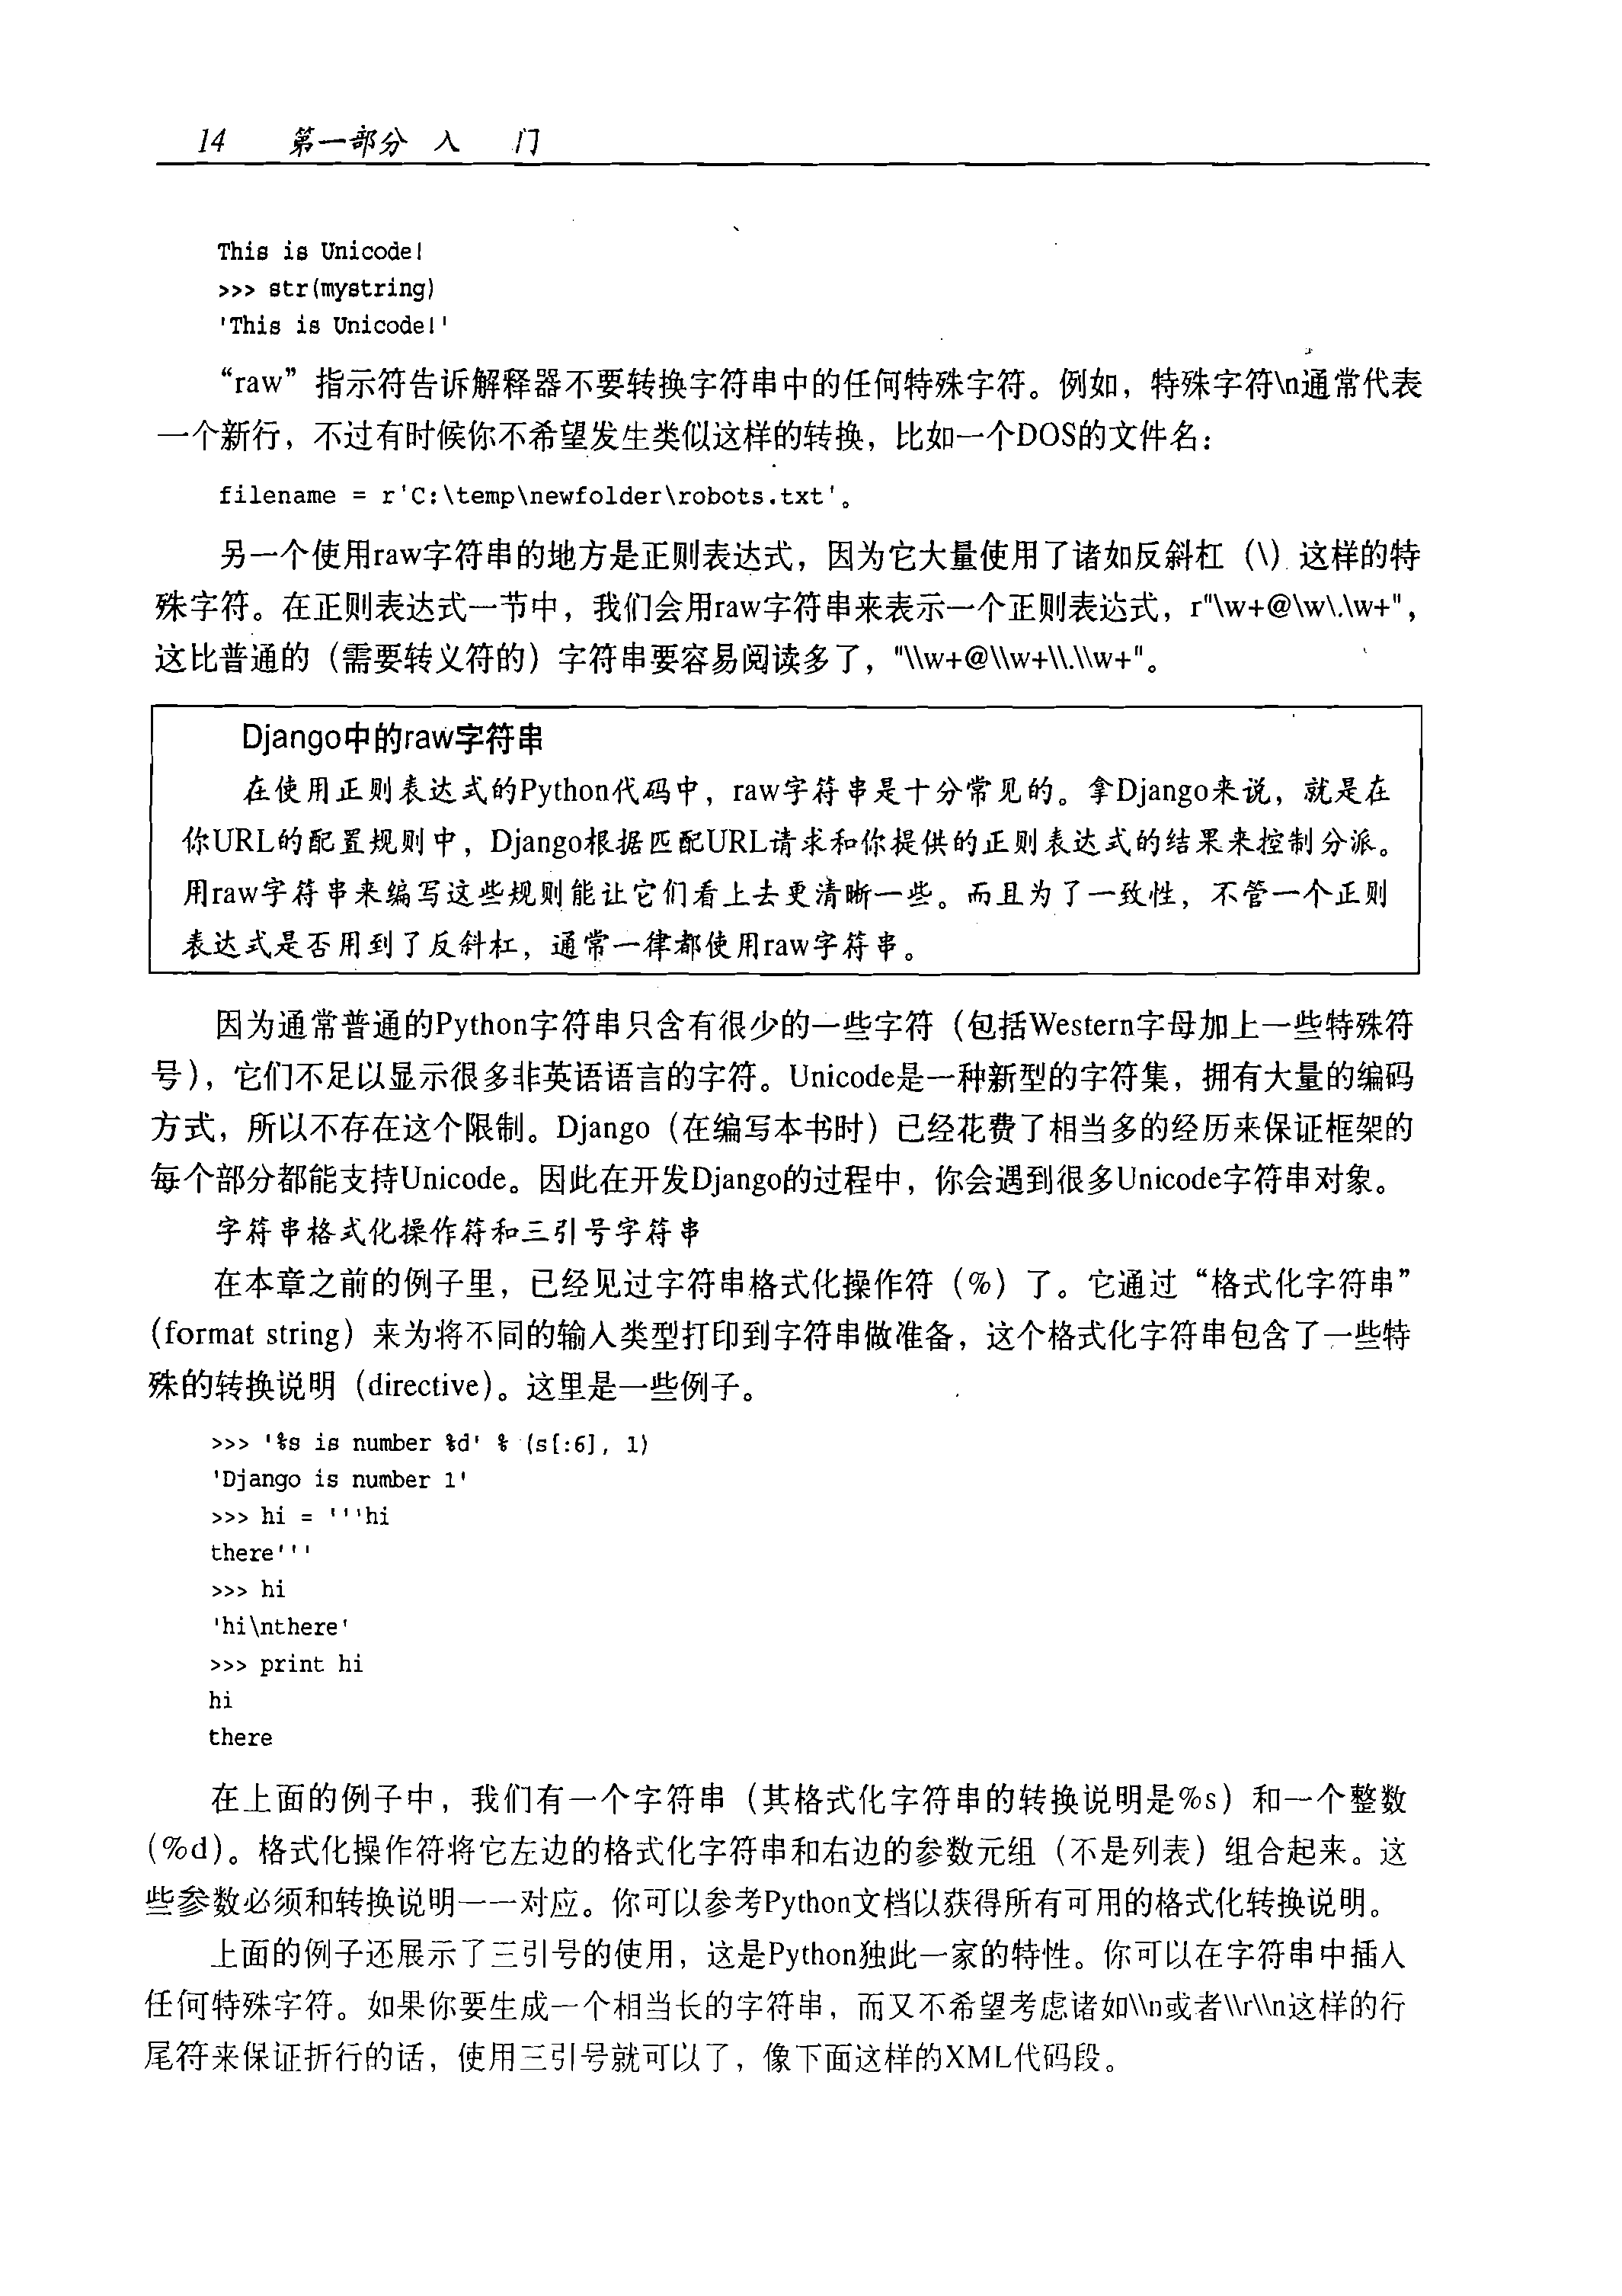 14 第一部分 入 门
This is Unicode!
>>> str(mystring)
'This is Unicode!'
“raw”指示符告诉解释器不要转换字符串中的任何特殊字符。例如，特殊字符\n通常代表
一个新行，不过有时候你不希望发生类似这样的转换，比如一个DOS的文件名：
filename = r'C:\temp\newfolder\robots.txt'。
另一个使用raw字符串的地方是正则表达式，因为它大量使用了诸如反斜杠（\）这样的特
殊字符。在正则表达式一节中，我们会用raw字符串来表示一个正则表达式，r"\w+@\w\.\w+"，
这比普通的（需要转义符的）字符串要容易阅读多了，"\\w+@\\w+\\.\\w+"。
Django中的raw字符串
在使用正则表达式的Python代码中，raw字符串是十分常见的。拿Django来说，就是在
你URL的配置规则中，Django根据匹配URL请求和你提供的正则表达式的结果来控制分派。
用raw字符串来编写这些规则能让它们看上去更清晰一些。而且为了一致性，不管一个正则
表达式是否用到了反斜杠，通常一律都使用raw字符串。
因为通常普通的Python字符串只含有很少的一些字符（包括Western字母加上一些特殊符
号），它们不足以显示很多非英语语言的字符。Unicode是一种新型的字符集，拥有大量的编码
方式，所以不存在这个限制。Django（在编写本书时）已经花费了相当多的经历来保证框架的
每个部分都能支持Unicode。因此在开发Django的过程中，你会遇到很多Unicode字符串对象。
字符串格式化操作符和三引号字符串
在本章之前的例子里，已经见过字符串格式化操作符（%）了。它通过“格式化字符串”
（format string）来为将不同的输入类型打印到字符串做准备，这个格式化字符串包含了一些特
殊的转换说明（directive）。这里是一些例子。
>>> '%s is number %d' % (s[:6], 1)
'Django is number 1'
>>> hi = '''hi
there'''
>>> hi
'hi\nthere'
>>> print hi
hi
there
在上面的例子中，我们有一个字符串（其格式化字符串的转换说明是%s）和一个整数
（%d）。格式化操作符将它左边的格式化字符串和右边的参数元组（不是列表）组合起来。这
些参数必须和转换说明一一对应。你可以参考Python文档以获得所有可用的格式化转换说明。
上面的例子还展示了三引号的使用，这是Python独此一家的特性。你可以在字符串中插入
任何特殊字符。如果你要生成一个相当长的字符串，而又不希望考虑诸如\\n或者\\r\\n这样的行
尾符来保证折行的话，使用三引号就可以了，像下面这样的XML代码段。